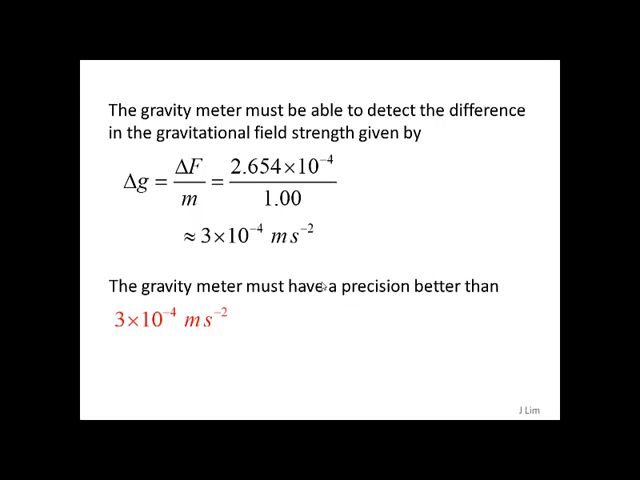 The gravity meter must be able to detect the difference
in the gravitational field strength given by
Δg = ΔF/m = 2.654×10⁻⁴/1.00
≈ 3×10⁻⁴ m s⁻²
The gravity meter must have a precision better than
3×10⁻⁴ m s⁻²
J Lim